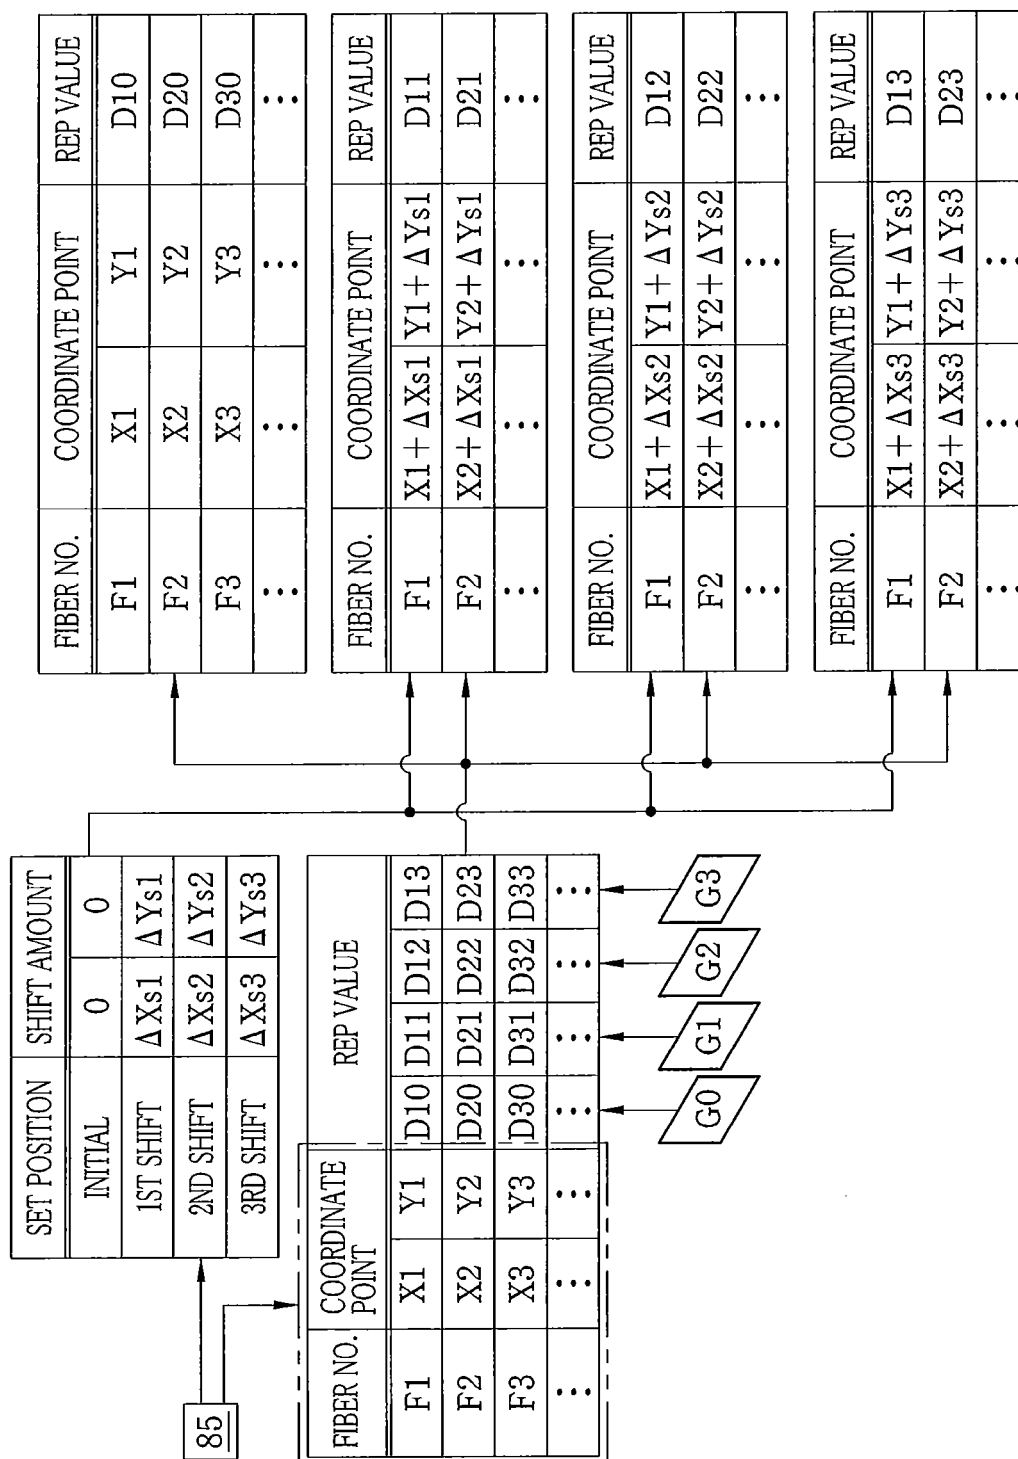 85
SET POSITION SHIFT AMOUNT
INITIAL 0 0
1ST SHIFT ΔXs1 ΔYs1
2ND SHIFT ΔXs2 ΔYs2
3RD SHIFT ΔXs3 ΔYs3
FIBER NO. COORDINATE POINT REP VALUE
F1 X1 Y1 D10 D11 D12 D13
F2 X2 Y2 D20 D21 D22 D23
F3 X3 Y3 D30 D31 D32 D33
... ... ... ... ... ... ...
G0 G1 G2 G3
FIBER NO. COORDINATE POINT REP VALUE
F1 X1 Y1 D10
F2 X2 Y2 D20
F3 X3 Y3 D30
... ... ... ...
FIBER NO. COORDINATE POINT REP VALUE
F1 X1+ΔXs1 Y1+ΔYs1 D11
F2 X2+ΔXs1 Y2+ΔYs1 D21
... ... ... ...
FIBER NO. COORDINATE POINT REP VALUE
F1 X1+ΔXs2 Y1+ΔYs2 D12
F2 X2+ΔXs2 Y2+ΔYs2 D22
... ... ... ...
FIBER NO. COORDINATE POINT REP VALUE
F1 X1+ΔXs3 Y1+ΔYs3 D13
F2 X2+ΔXs3 Y2+ΔYs3 D23
... ... ... ...